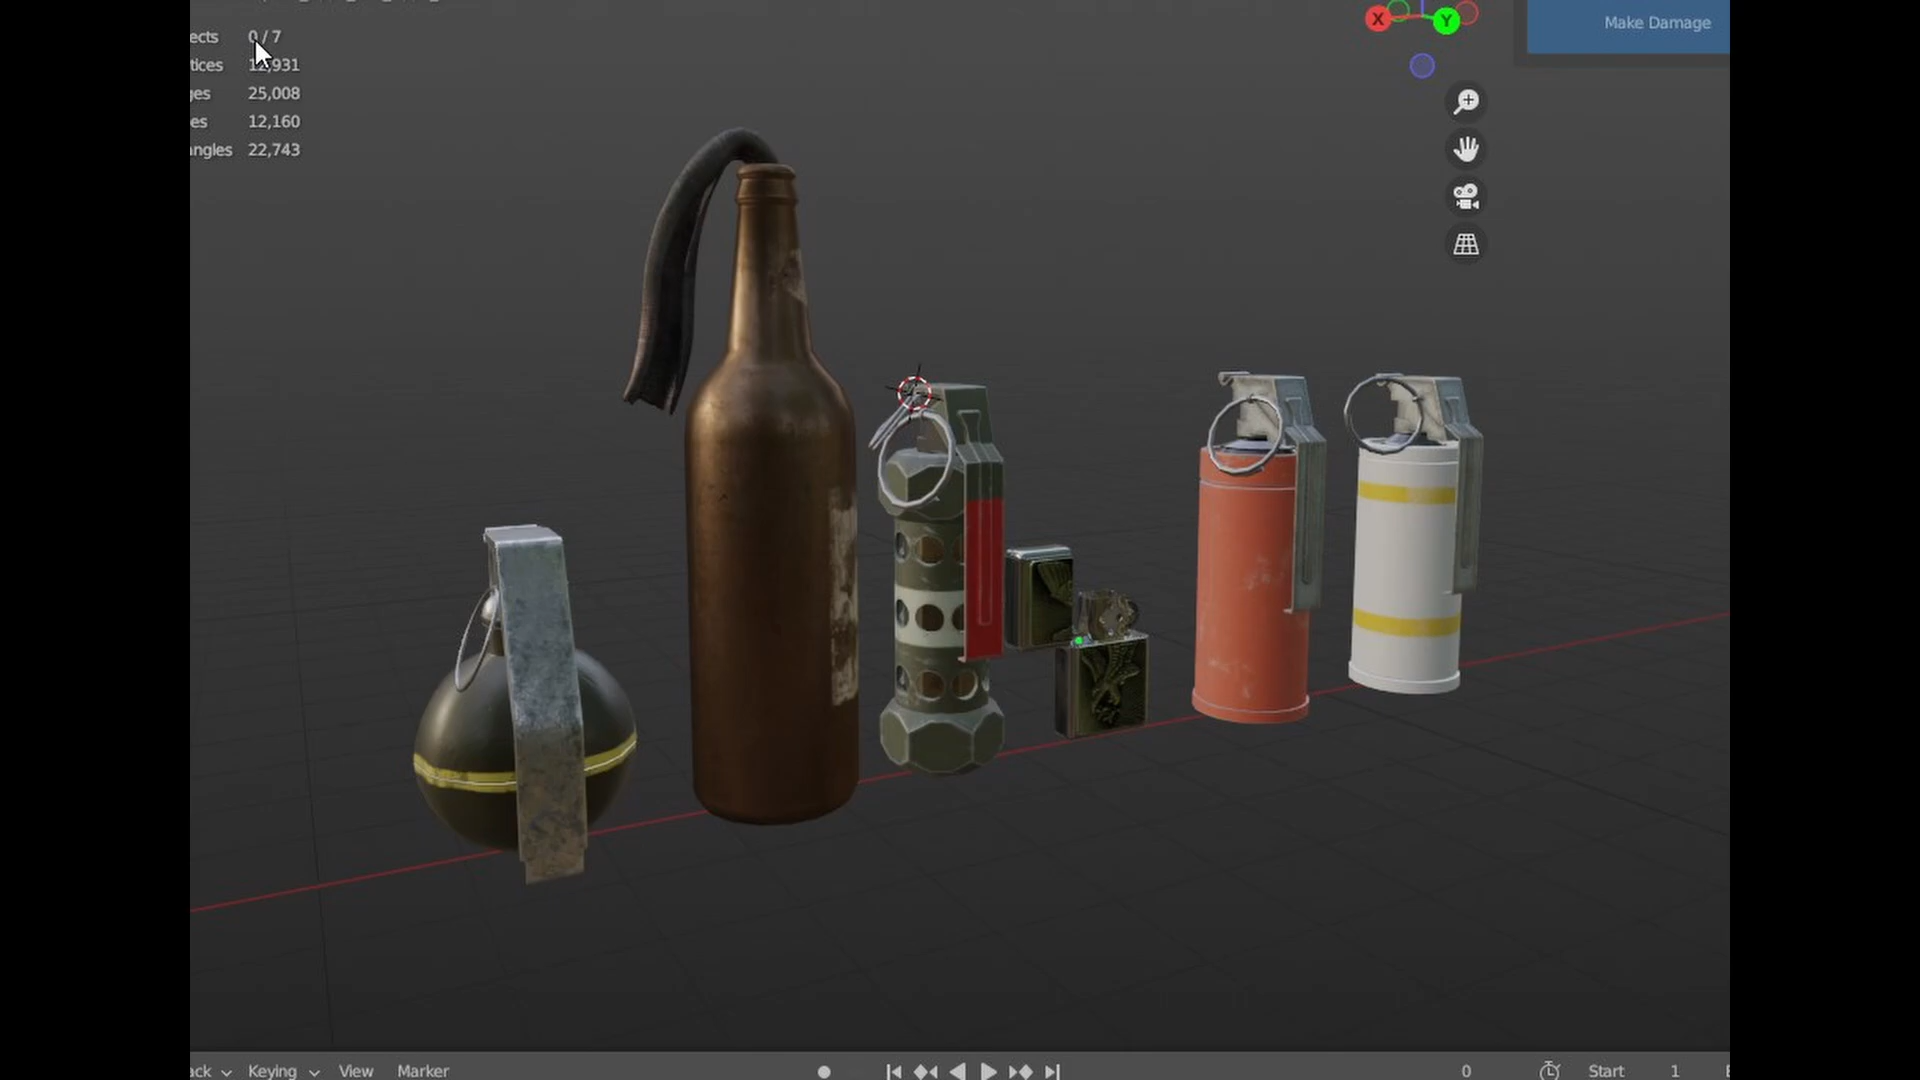 ects 0 / 7
tices 12,931
ges 25,008
es 12,160
angles 22,743
X Y
Make Damage
ack Keying View Marker 0 Start 1